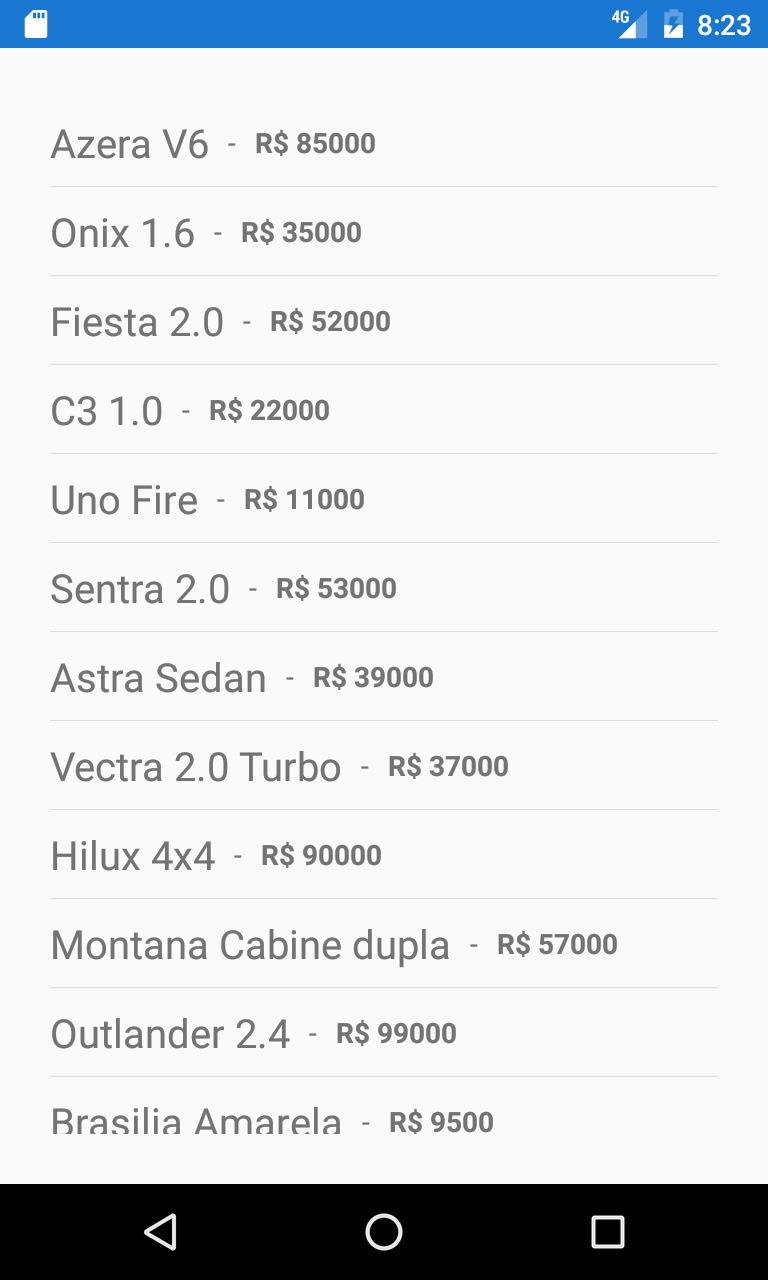 4G 8:23
Azera V6 - R$ 85000
Onix 1.6 - R$ 35000
Fiesta 2.0 - R$ 52000
C3 1.0 - R$ 22000
Uno Fire - R$ 11000
Sentra 2.0 - R$ 53000
Astra Sedan - R$ 39000
Vectra 2.0 Turbo - R$ 37000
Hilux 4x4 - R$ 90000
Montana Cabine dupla - R$ 57000
Outlander 2.4 - R$ 99000
Brasilia Amarela - R$ 9500